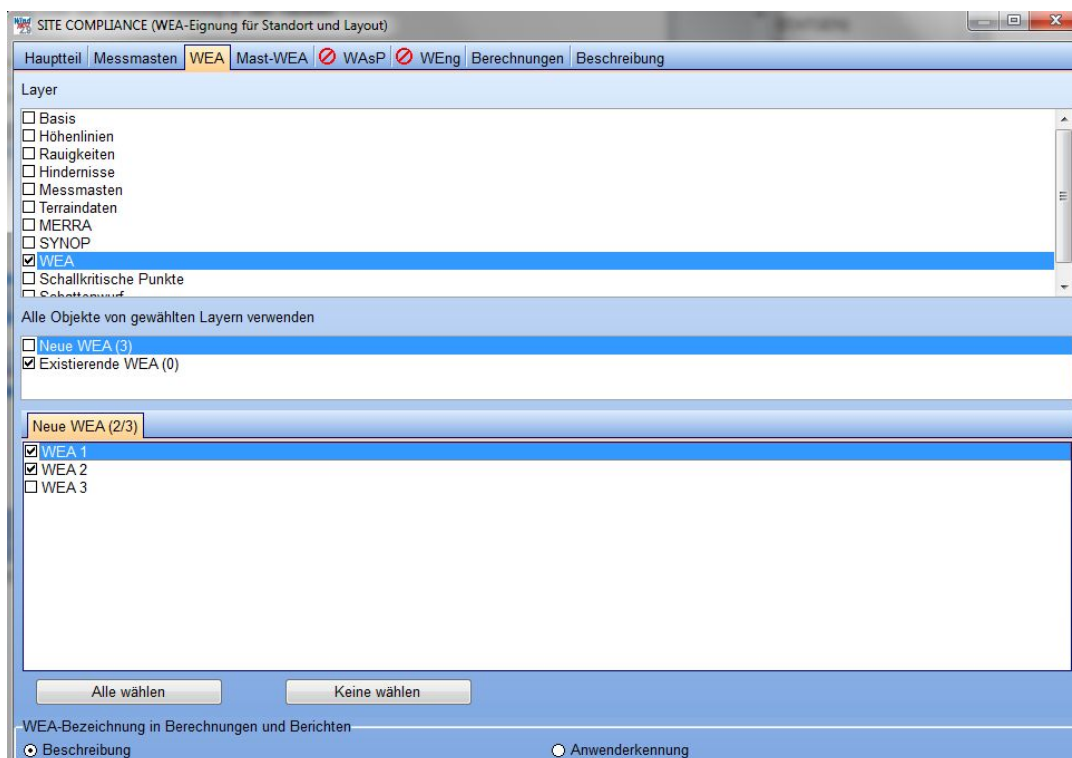 SITE COMPLIANCE (WEA-Eignung für Standort und Layout)
Hauptteil Messmasten WEA Mast-WEA WAsP WEng Berechnungen Beschreibung
Layer
Basis
Höhenlinien
Rauigkeiten
Hindernisse
Messmasten
Terraindaten
MERRA
SYNOP
WEA
Schallkritische Punkte
Schattenwurf
Alle Objekte von gewählten Layern verwenden
Neue WEA (3)
Existierende WEA (0)
Neue WEA (2/3)
WEA 1
WEA 2
WEA 3
Alle wählen Keine wählen
WEA-Bezeichnung in Berechnungen und Berichten
Beschreibung Anwenderkennung